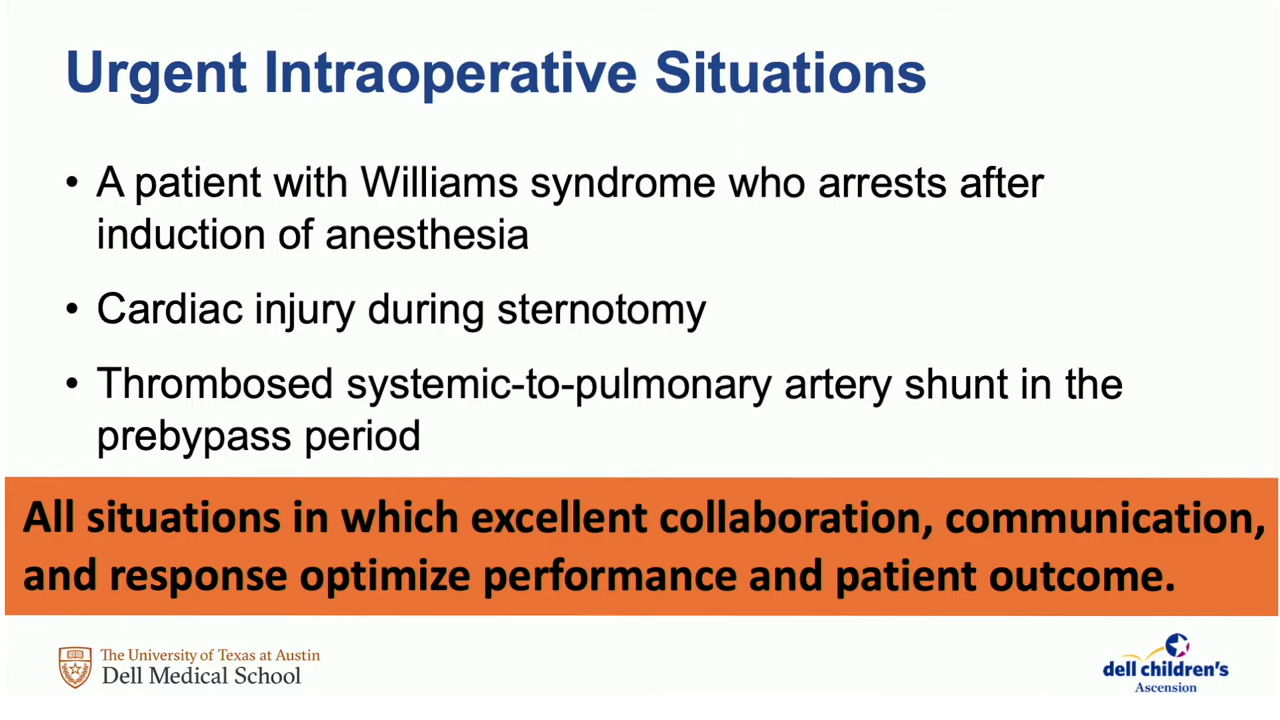 Urgent Intraoperative Situations
• A patient with Williams syndrome who arrests after
induction of anesthesia
• Cardiac injury during sternotomy
• Thrombosed systemic-to-pulmonary artery shunt in the
prebypass period
All situations in which excellent collaboration, communication,
and response optimize performance and patient outcome.
The University of Texas at Austin
Dell Medical School
dell children's
Ascension